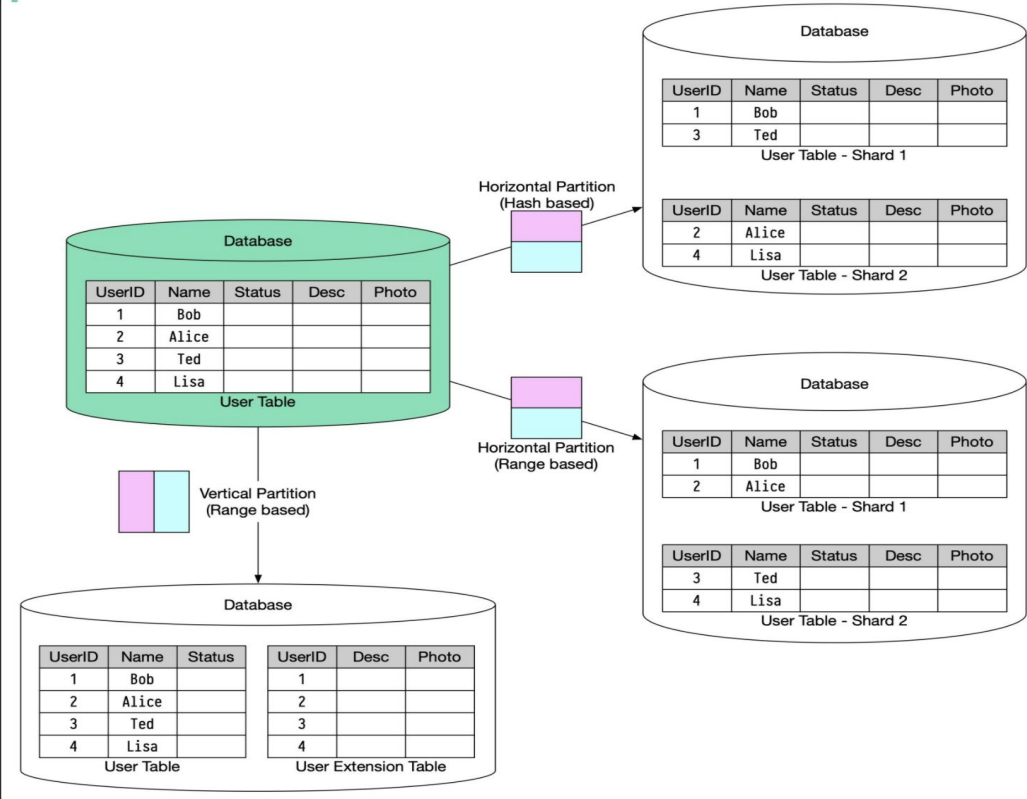 Database
UserID Name Status Desc Photo
1 Bob
3 Ted
User Table - Shard 1
UserID Name Status Desc Photo
2 Alice
4 Lisa
User Table - Shard 2
Horizontal Partition
(Hash based)
Database
UserID Name Status Desc Photo
1 Bob
2 Alice
3 Ted
4 Lisa
User Table
Horizontal Partition
(Range based)
Database
UserID Name Status Desc Photo
1 Bob
2 Alice
User Table - Shard 1
UserID Name Status Desc Photo
3 Ted
4 Lisa
User Table - Shard 2
Vertical Partition
(Range based)
Database
UserID Name Status
1 Bob
2 Alice
3 Ted
4 Lisa
User Table
UserID Desc Photo
1
2
3
4
User Extension Table